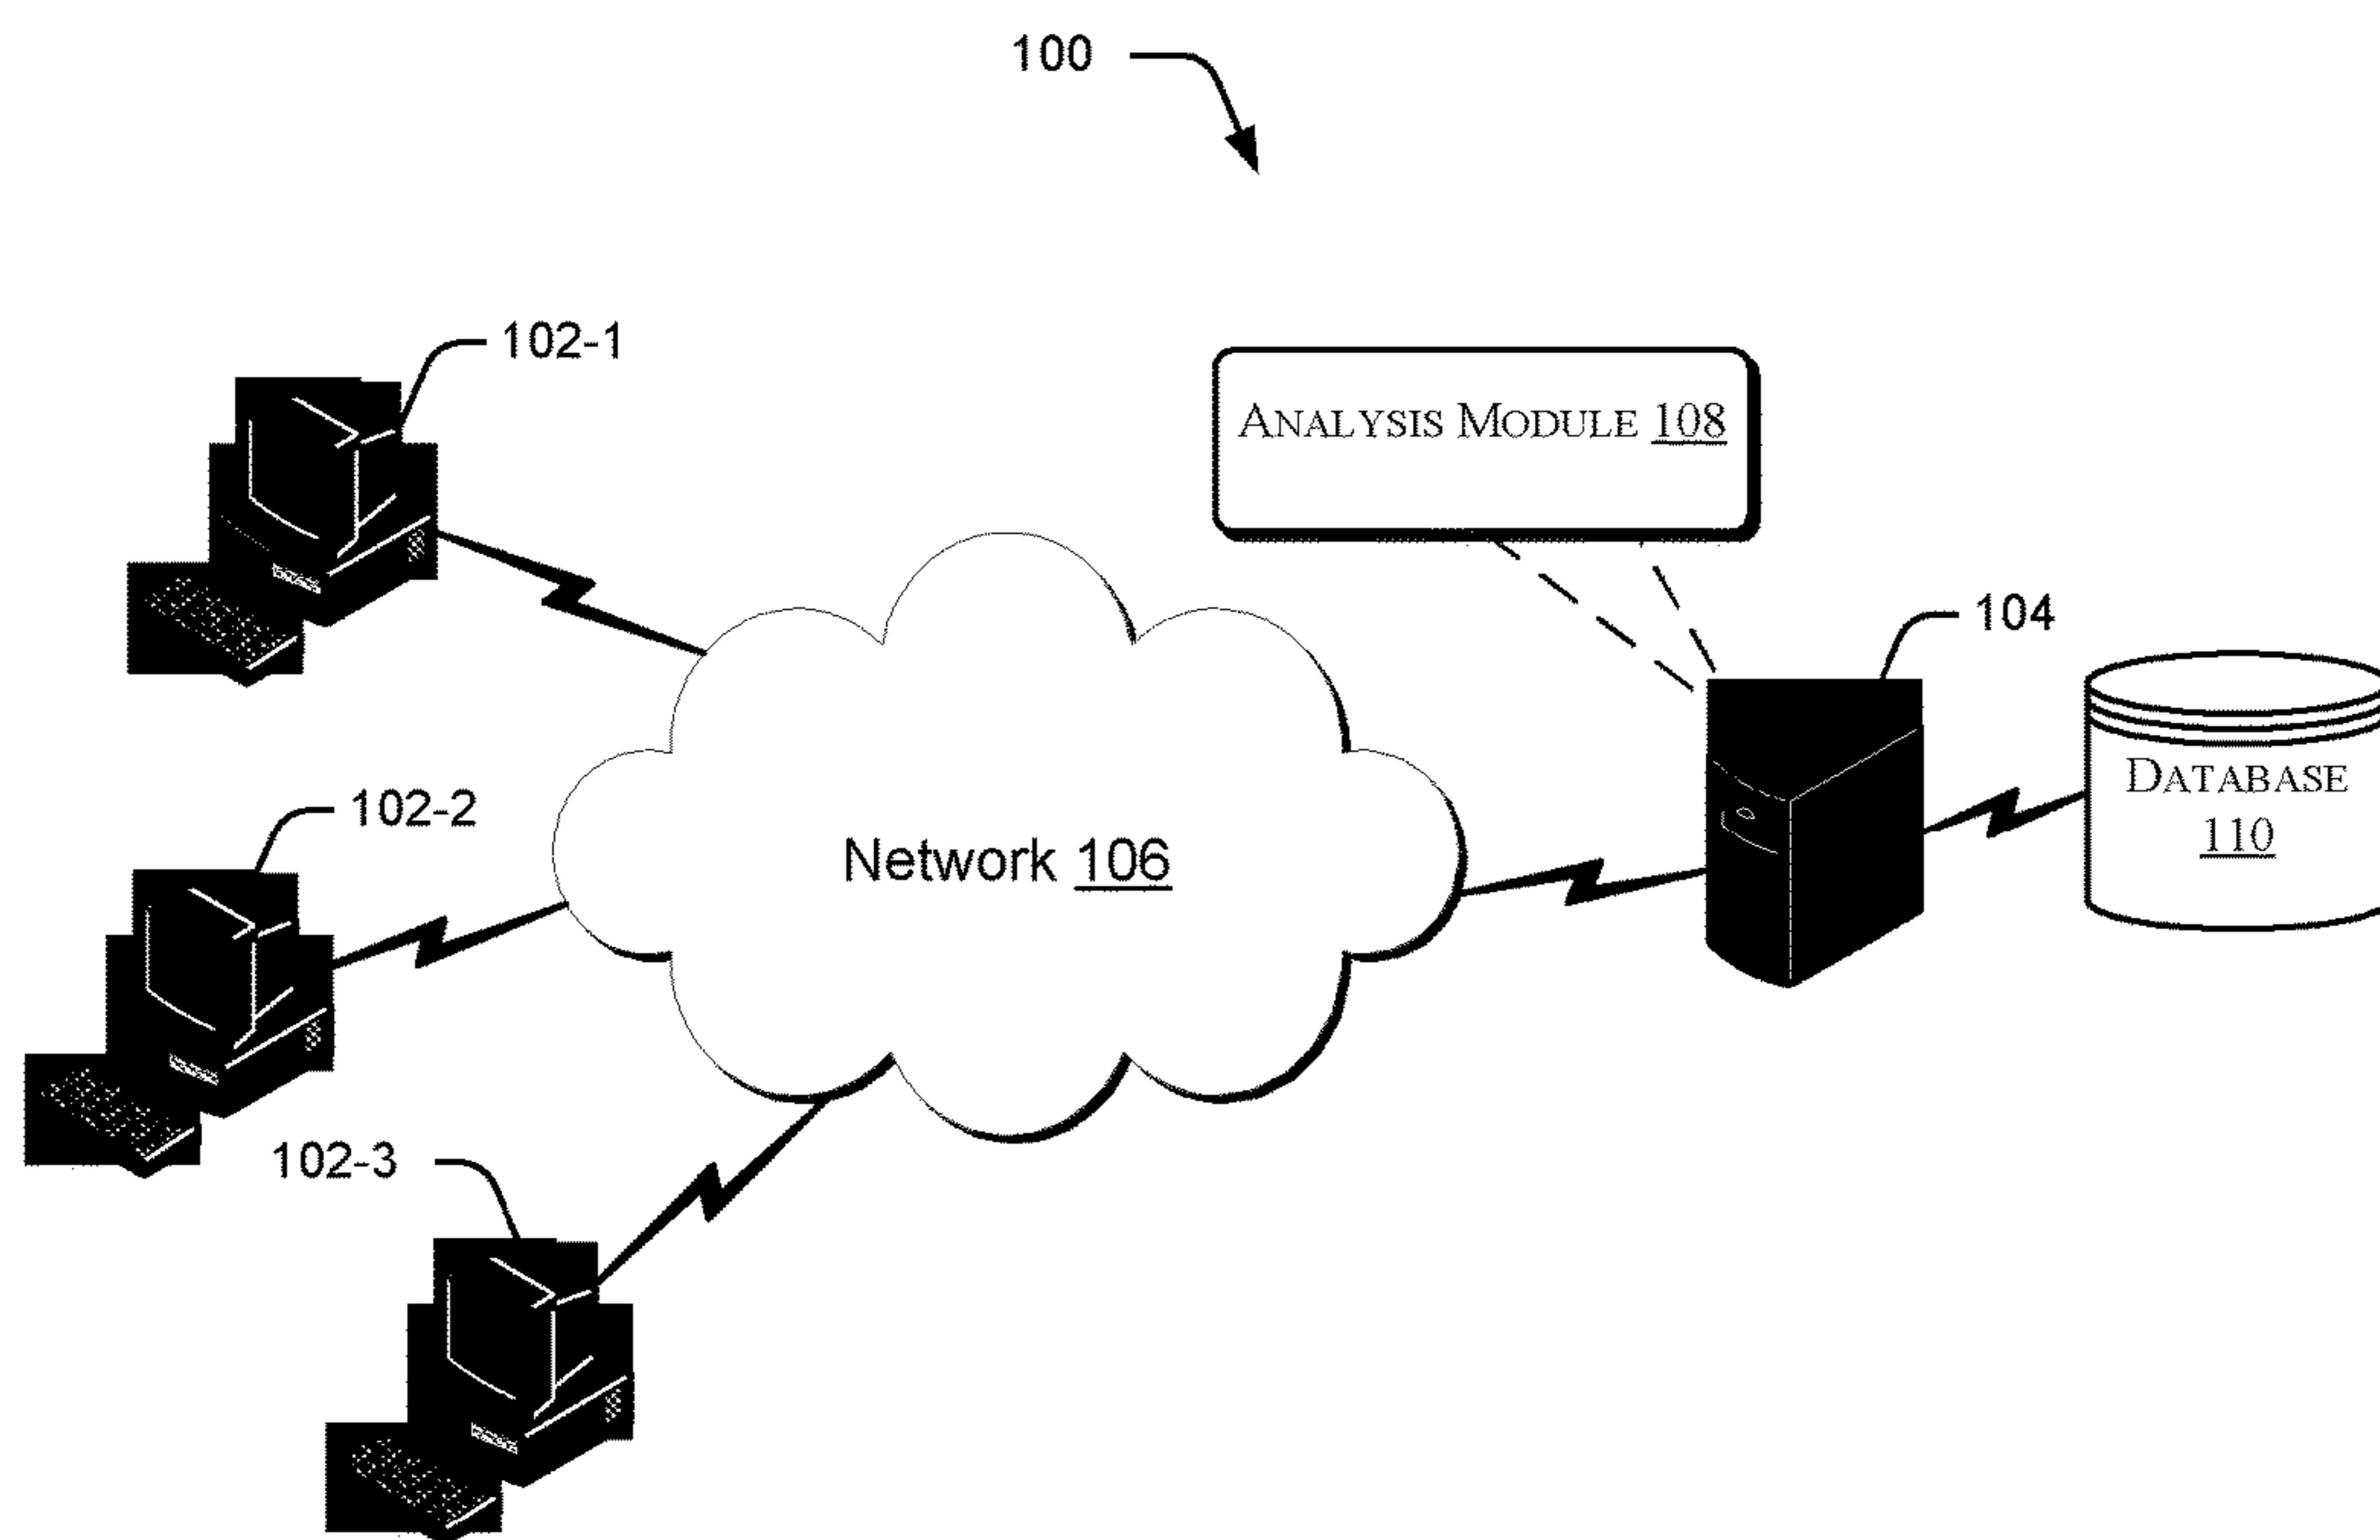 100
102-1
ANALYSIS MODULE 108
104
102-2
DATABASE
110
Network 106
102-3